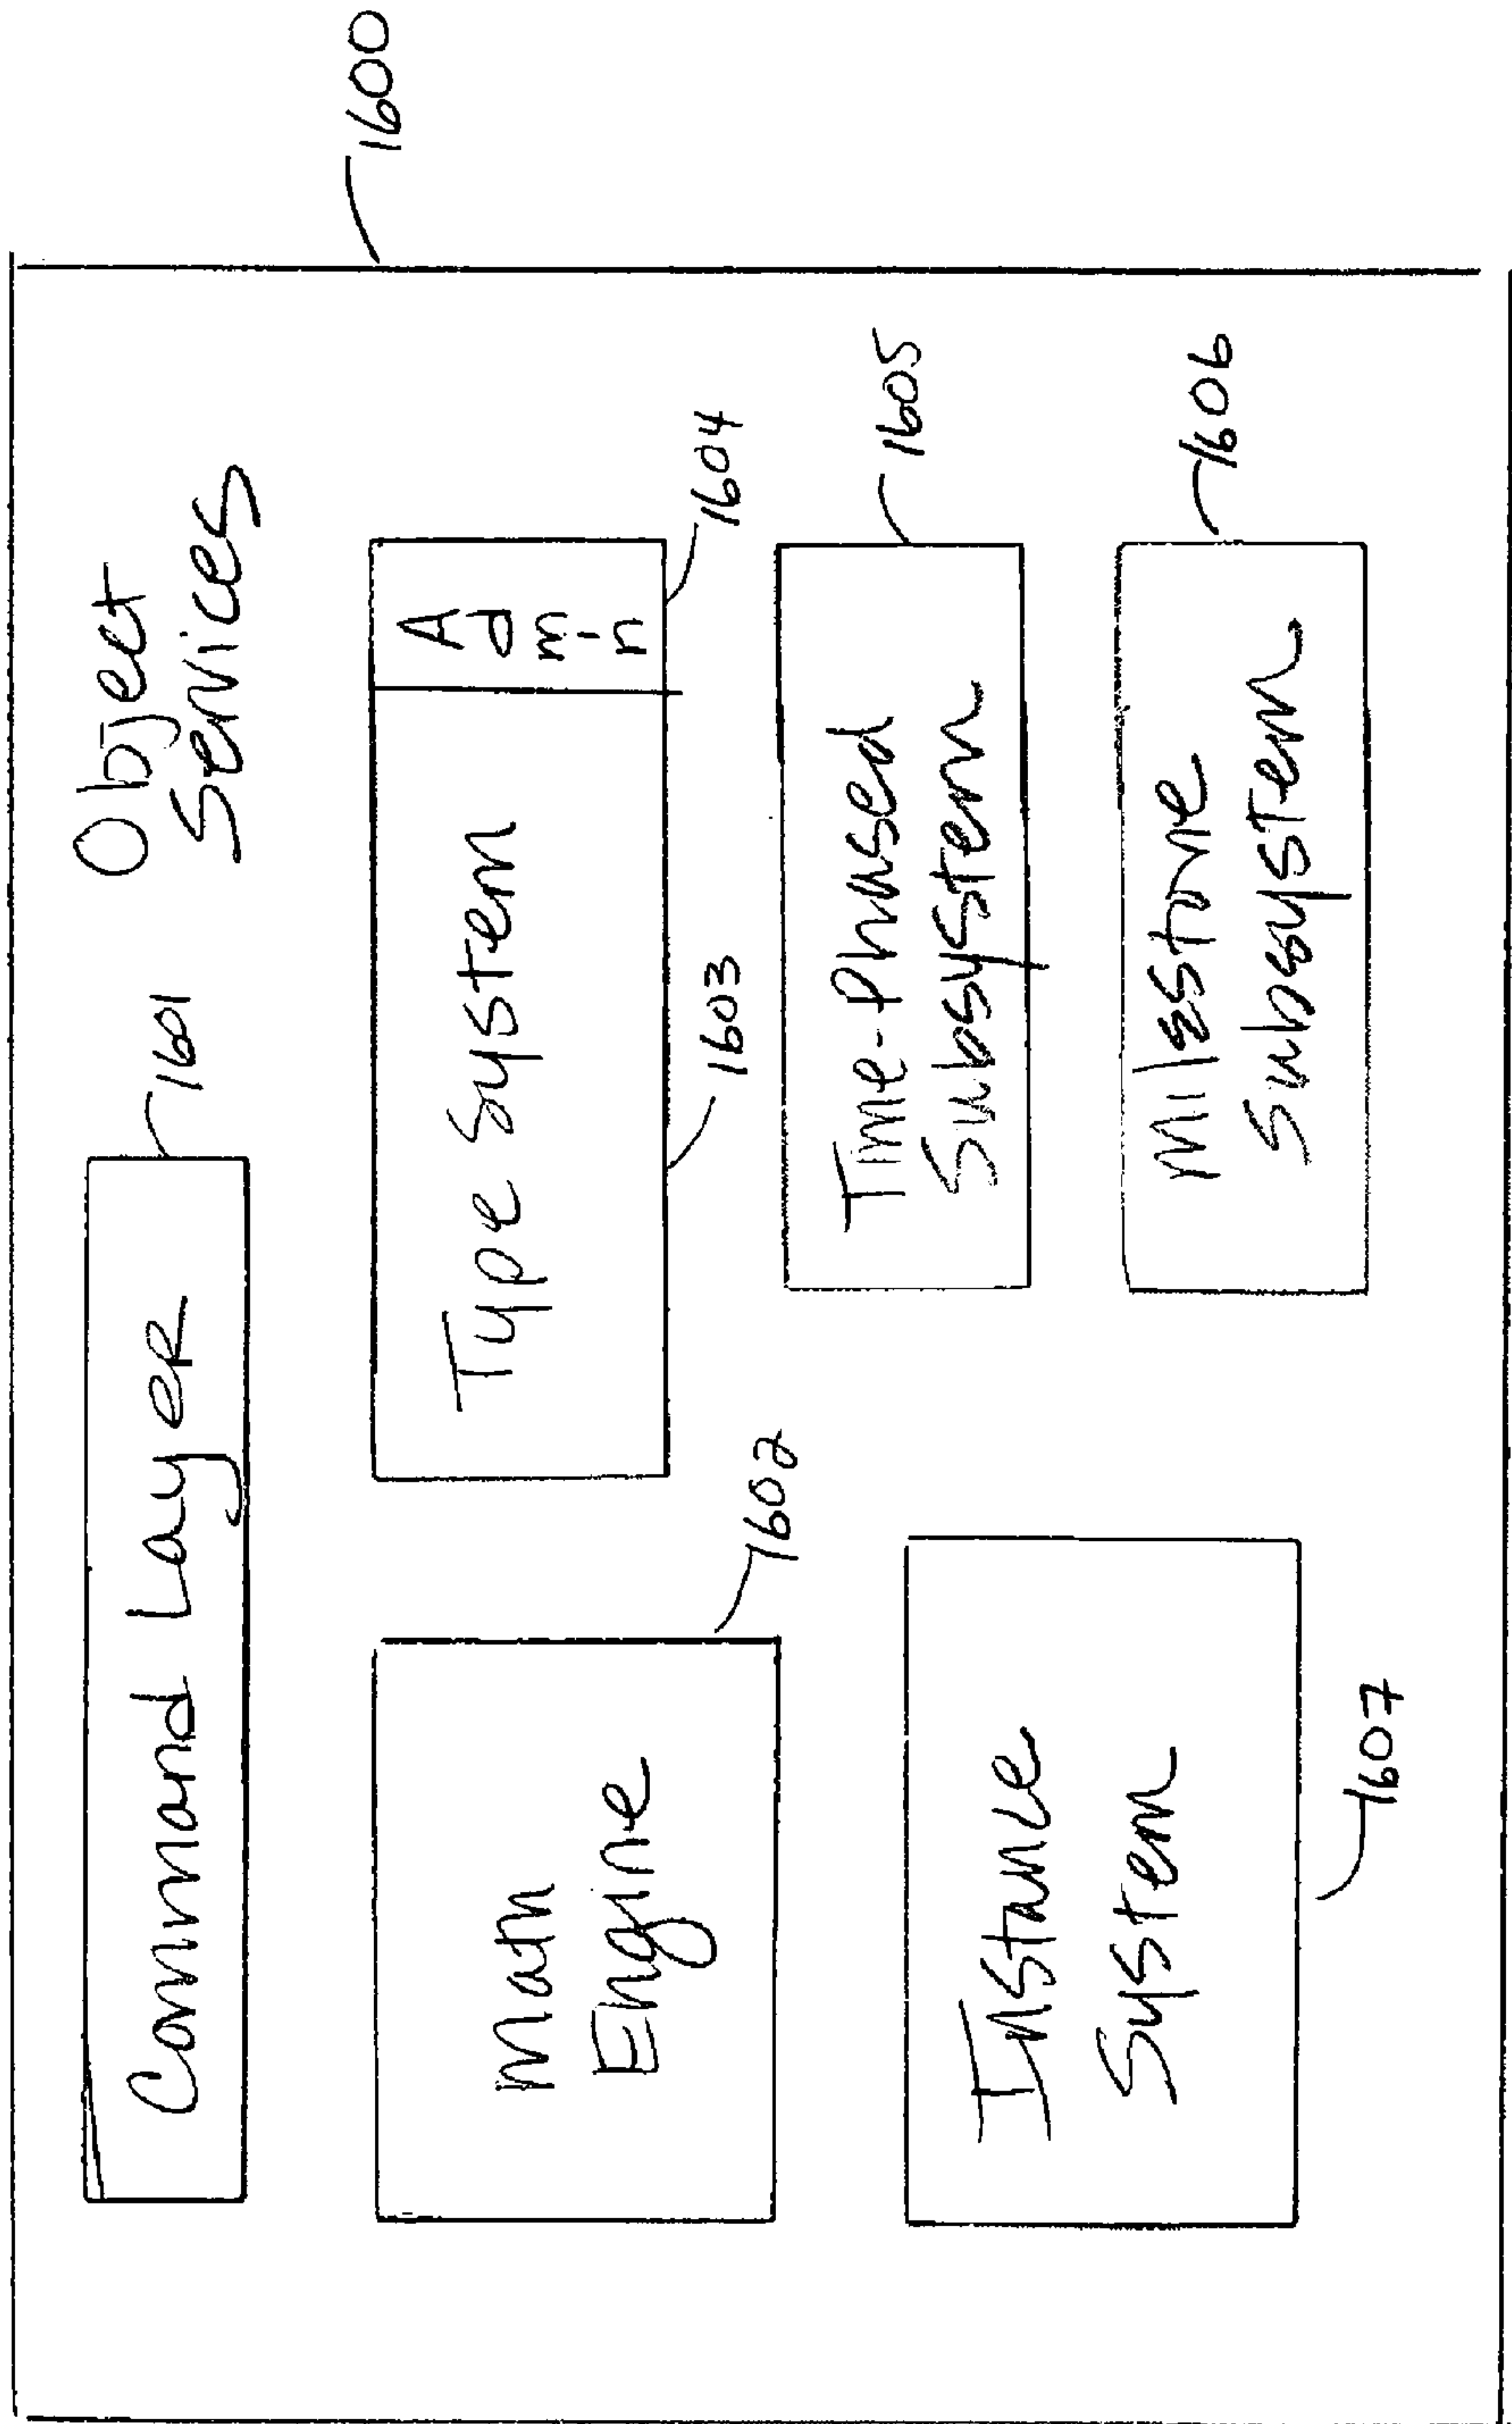 Command Layer
1601
Object
Services
1600
Math
Engine
1602
Type System
1603
A
d
m
i
n
1604
Time-Phased
Subsystem
1605
Instance
System
1607
Milestone
Subsystem
1606